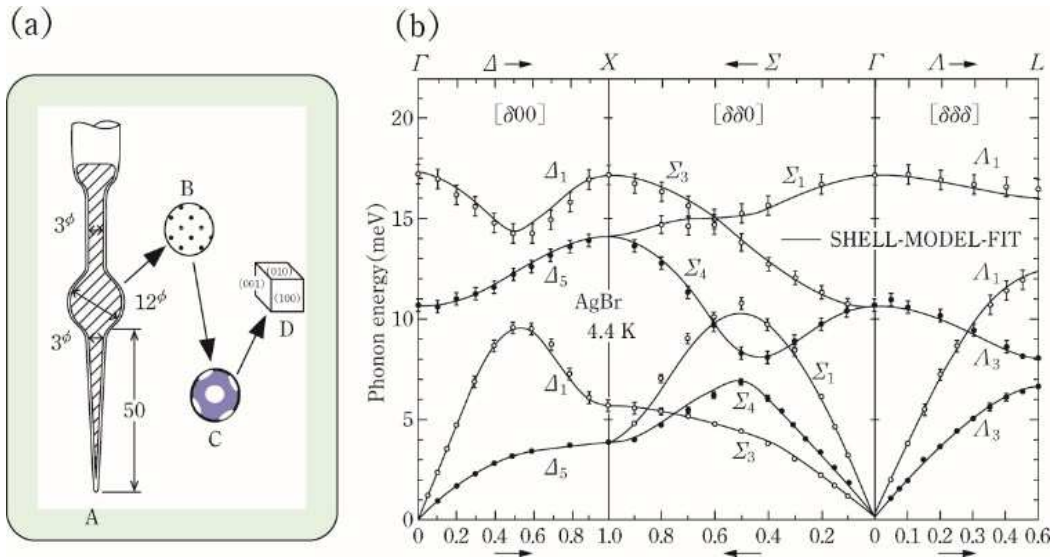 (a)
B
3ϕ
(010)
(001)
(100)
D
12ϕ
3ϕ
50
C
A
(b)
Γ Δ → X ← Σ Γ Λ → L
[δ00] [δδ0] [δδδ]
20
15
10
5
0
Phonon energy (meV)
Δ₁ Σ₃ Σ₁ Λ₁
SHELL-MODEL-FIT
Δ₅ Σ₄ Λ₁
AgBr
4.4 K
Δ₁ Σ₁ Λ₃
Σ₄
Δ₅ Σ₃ Λ₃
0 0.2 0.4 0.6 0.8 1.0 0.8 0.6 0.4 0.2 0 0.1 0.2 0.3 0.4 0.5 0.6
→ ← →